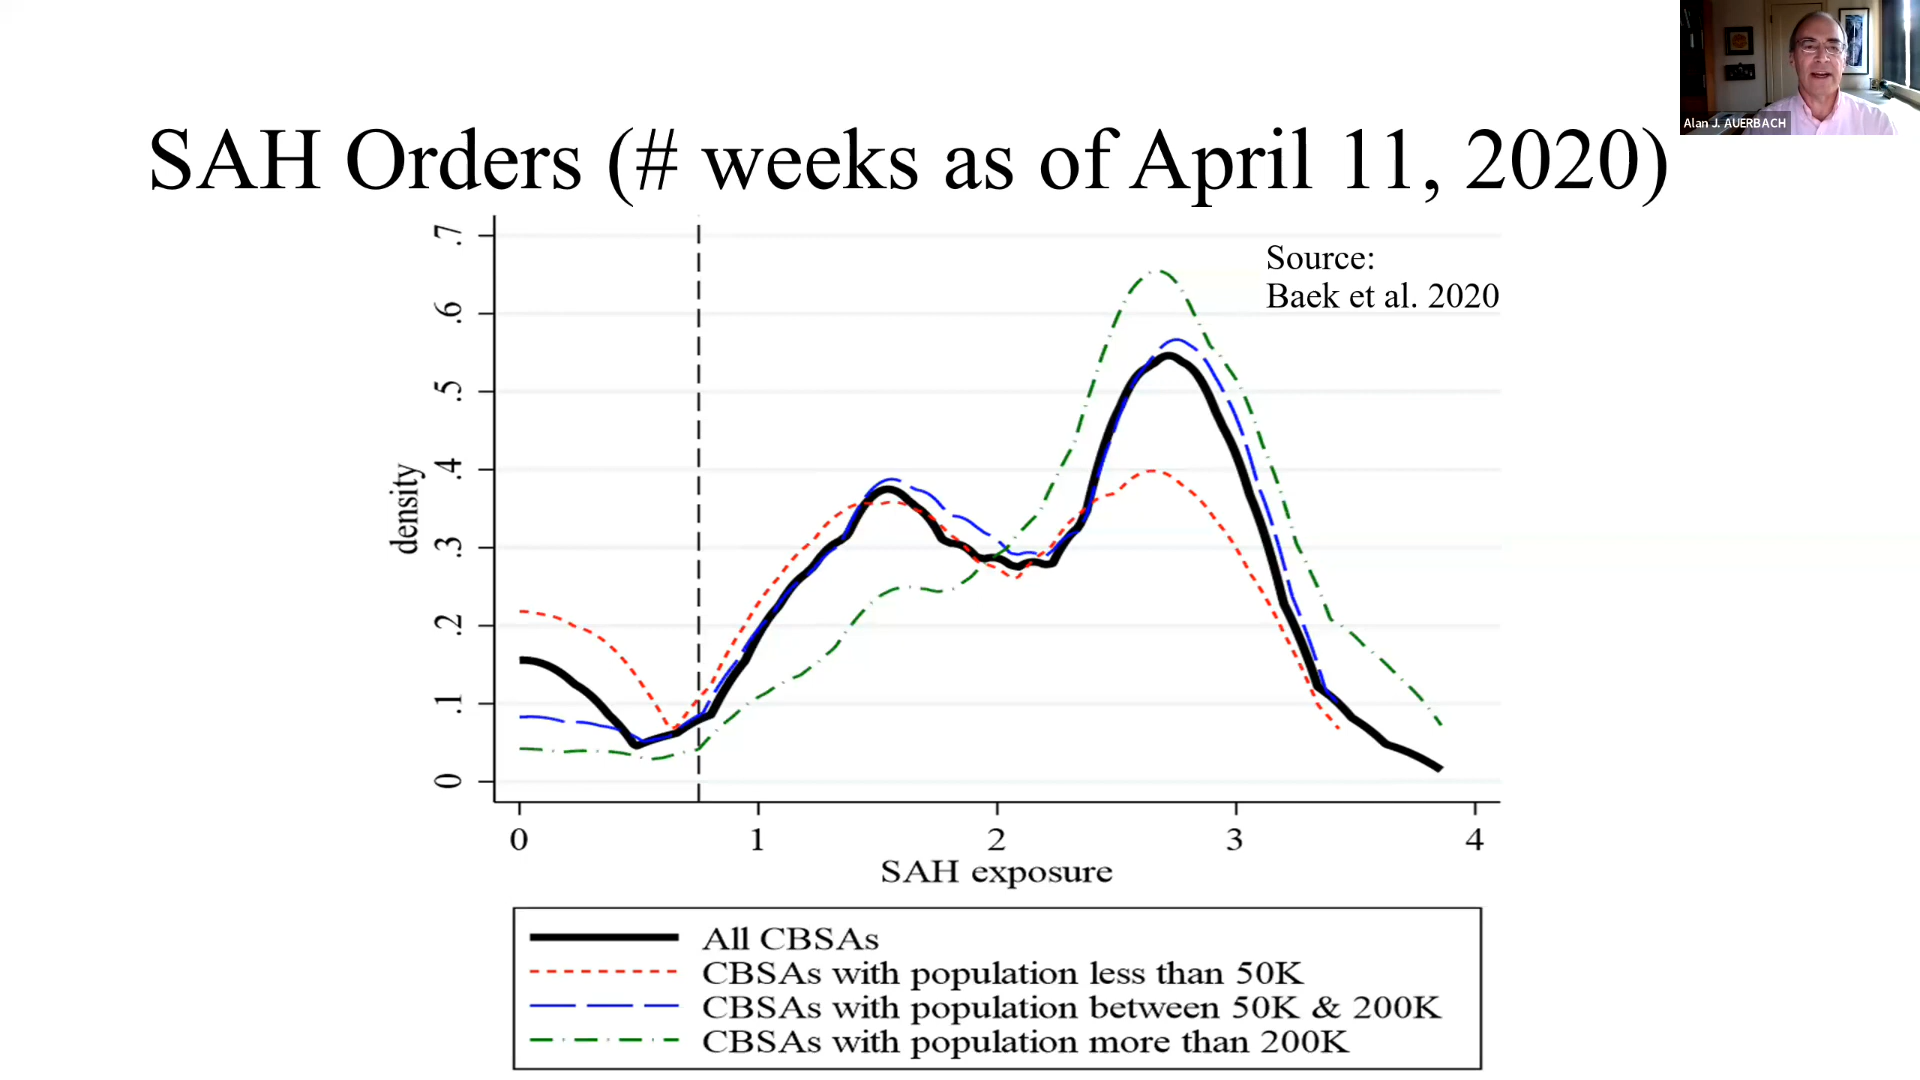 Alan J. AUERBACH
SAH Orders (# weeks as of April 11, 2020)
Source:
Baek et al. 2020
.7
.6
.5
.4
.3
.2
.1
0
density
0 1 2 3 4
SAH exposure
All CBSAs
CBSAs with population less than 50K
CBSAs with population between 50K & 200K
CBSAs with population more than 200K